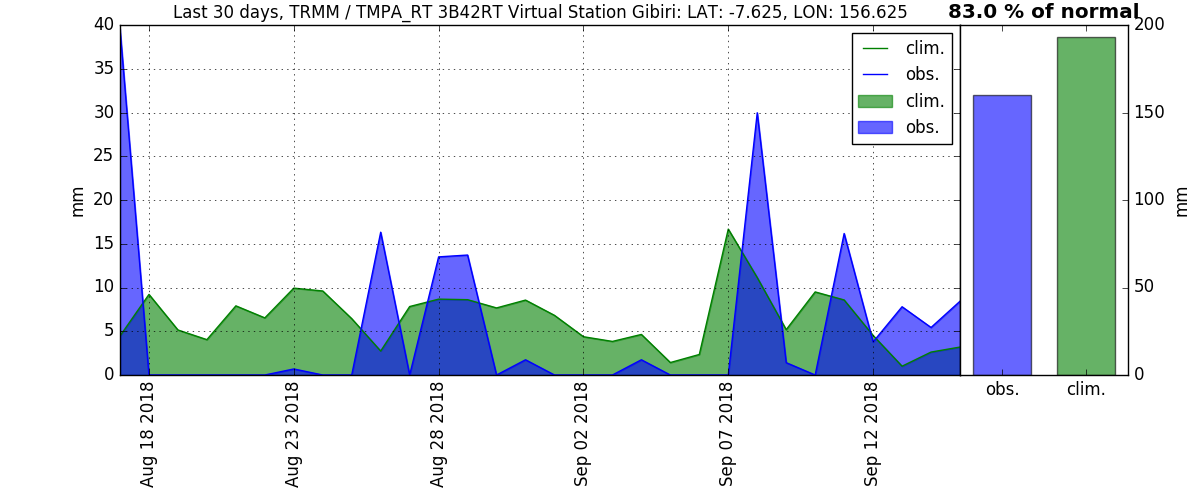 Last 30 days, TRMM / TMPA_RT 3B42RT Virtual Station Gibiri: LAT: -7.625, LON: 156.625
83.0 % of normal
40
35
30
25
20
15
10
5
0
mm
clim.
obs.
clim.
obs.
Aug 18 2018
Aug 23 2018
Aug 28 2018
Sep 02 2018
Sep 07 2018
Sep 12 2018
200
150
100
50
0
mm
obs.
clim.